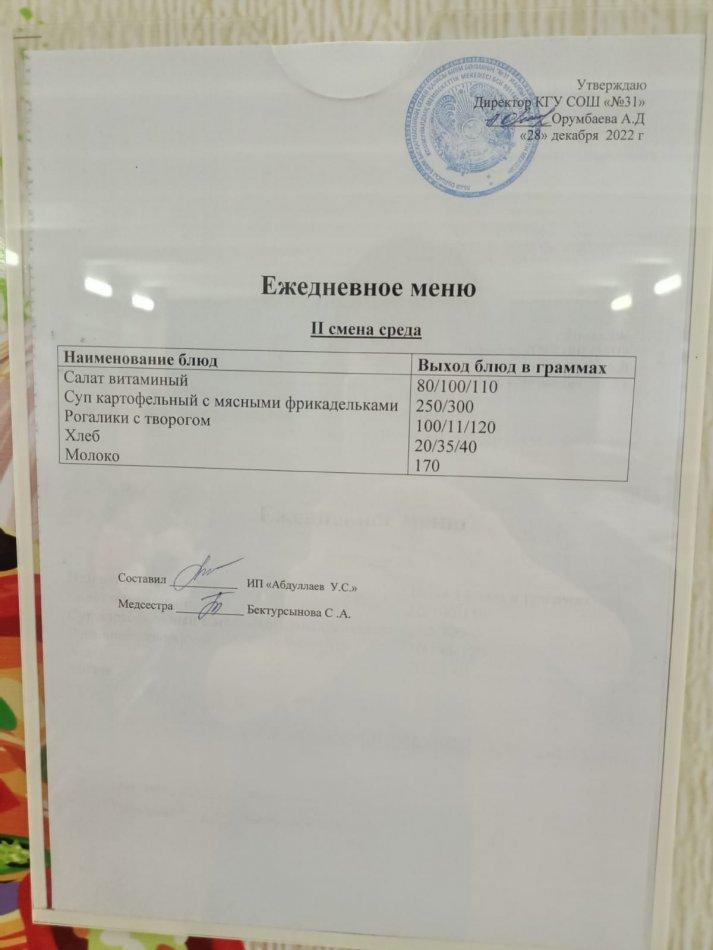 Утверждаю
Директор КГУ СОШ «№31»
Орумбаева А.Д
«28» декабря 2022 г
Ежедневное меню
II смена среда
Наименование блюд Выход блюд в граммах
Салат витаминый 80/100/110
Суп картофельный с мясными фрикадельками 250/300
Рогалики с творогом 100/11/120
Хлеб 20/35/40
Молоко 170
Составил ИП «Абдуллаев У.С.»
Медсестра Бектурсынова С .А.